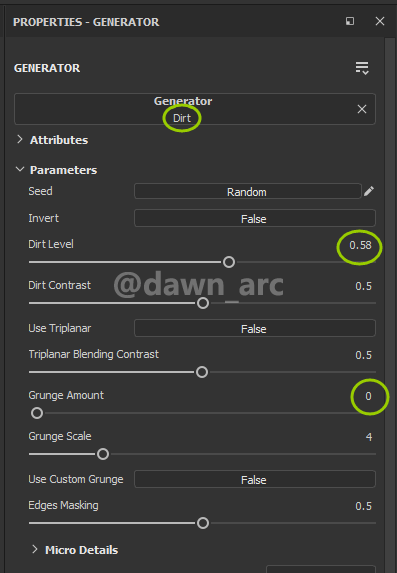 PROPERTIES - GENERATOR
GENERATOR
Generator
Dirt
Attributes
Parameters
Seed Random
Invert False
Dirt Level 0.58
Dirt Contrast 0.5
@dawn_arc
Use Triplanar False
Triplanar Blending Contrast 0.5
Grunge Amount 0
Grunge Scale 4
Use Custom Grunge False
Edges Masking 0.5
Micro Details